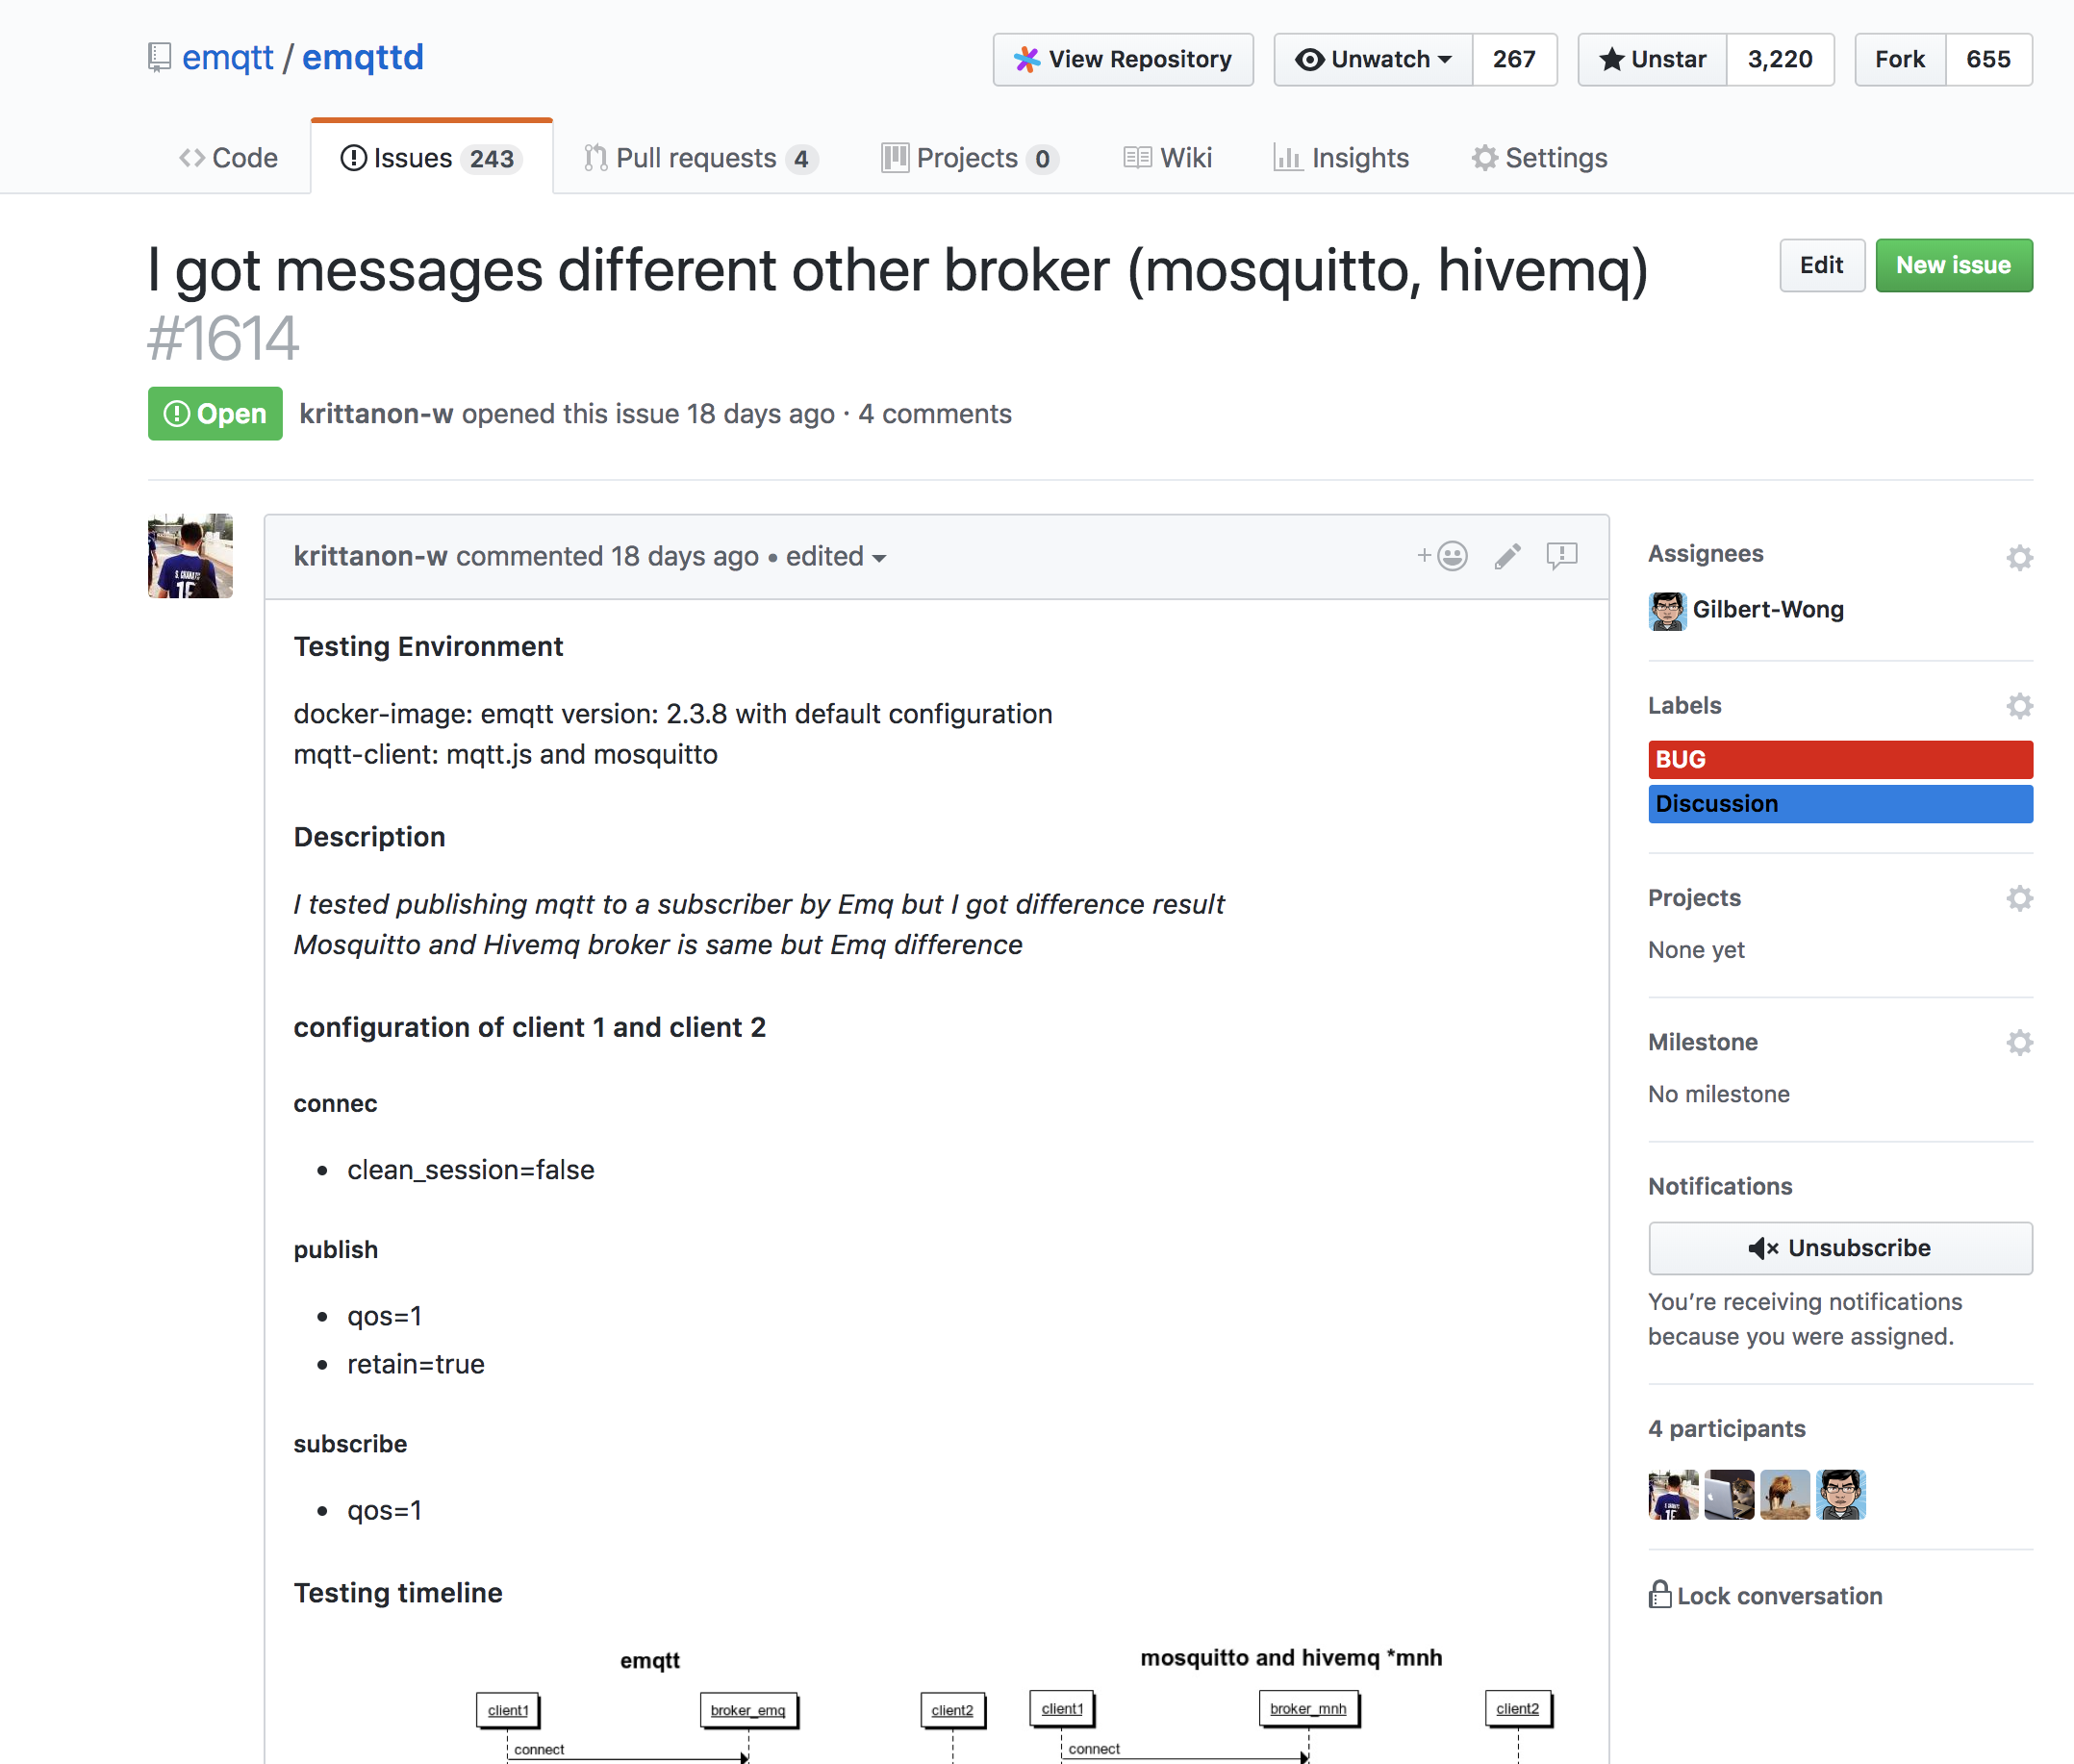 emqtt / emqttd
View Repository
Unwatch 267
Unstar 3,220
Fork 655
Code
Issues 243
Pull requests 4
Projects 0
Wiki
Insights
Settings
I got messages different other broker (mosquitto, hivemq)
#1614
Edit
New issue
Open
krittanon-w opened this issue 18 days ago · 4 comments
krittanon-w commented 18 days ago • edited
Testing Environment
docker-image: emqtt version: 2.3.8 with default configuration
mqtt-client: mqtt.js and mosquitto
Description
I tested publishing mqtt to a subscriber by Emq but I got difference result
Mosquitto and Hivemq broker is same but Emq difference
configuration of client 1 and client 2
connec
• clean_session=false
publish
• qos=1
• retain=true
subscribe
• qos=1
Testing timeline
emqtt
client1
broker_emq
client2
connect
mosquitto and hivemq *mnh
client1
broker_mnh
client2
connect
Assignees
Gilbert-Wong
Labels
BUG
Discussion
Projects
None yet
Milestone
No milestone
Notifications
Unsubscribe
You’re receiving notifications
because you were assigned.
4 participants
Lock conversation